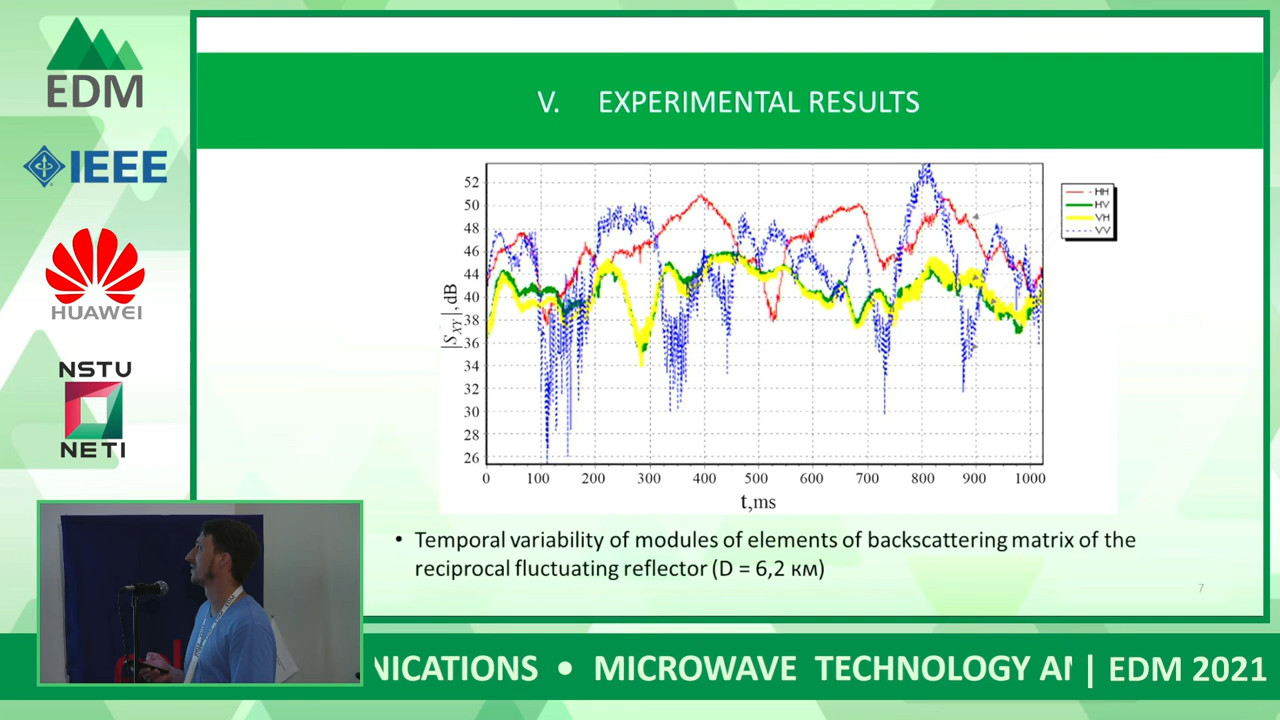 EDM
IEEE
HUAWEI
NSTU
NETI
V. EXPERIMENTAL RESULTS
52
50
48
46
44
42
40
38
36
34
32
30
28
26
|SXY|,dB
0 100 200 300 400 500 600 700 800 900 1000
t,ms
HH
HV
VH
VV
• Temporal variability of modules of elements of backscattering matrix of the
reciprocal fluctuating reflector (D = 6,2 км)
7
NICATIONS • MICROWAVE TECHNOLOGY AN | EDM 2021